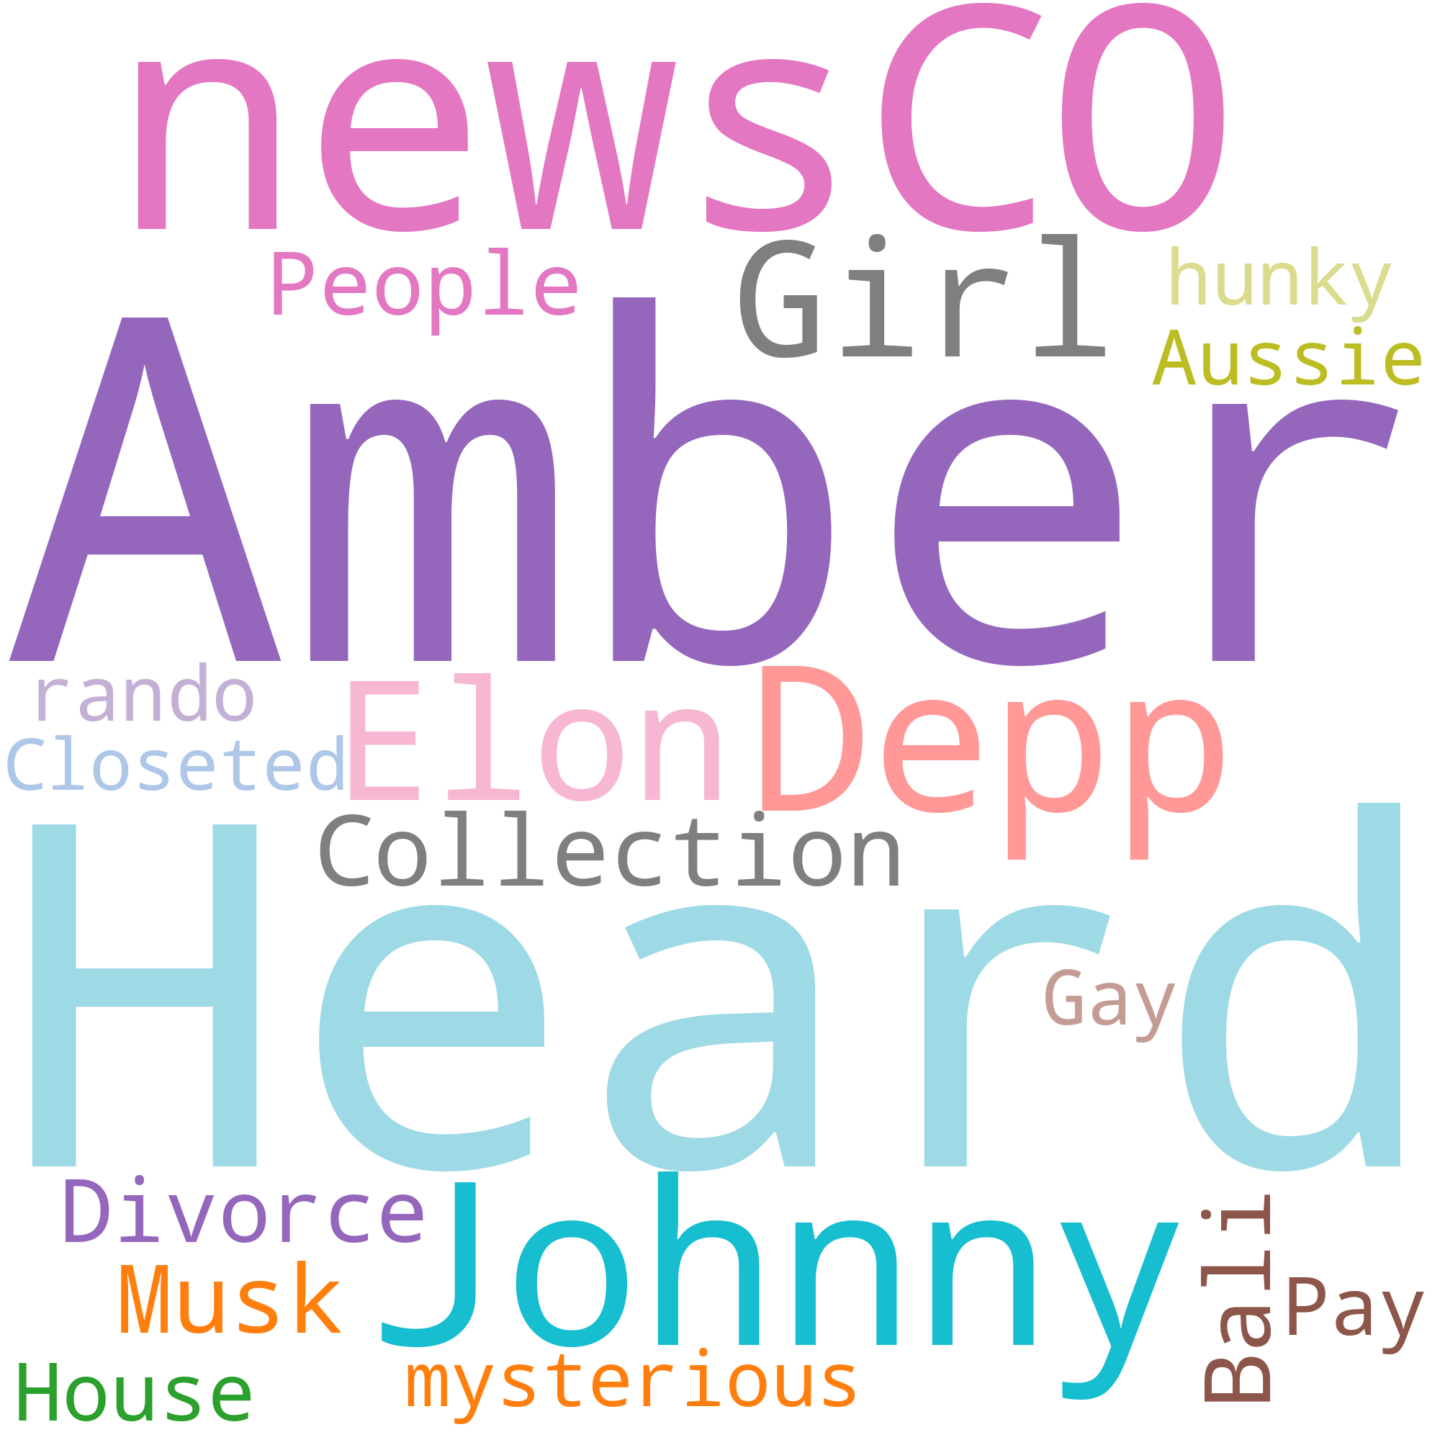 newsCO
People Girl hunky
Aussie
Amber
rando Elon Depp
Closeted
Collection
Heard
Gay
Divorce Johnny Bali
Musk Pay
House mysterious